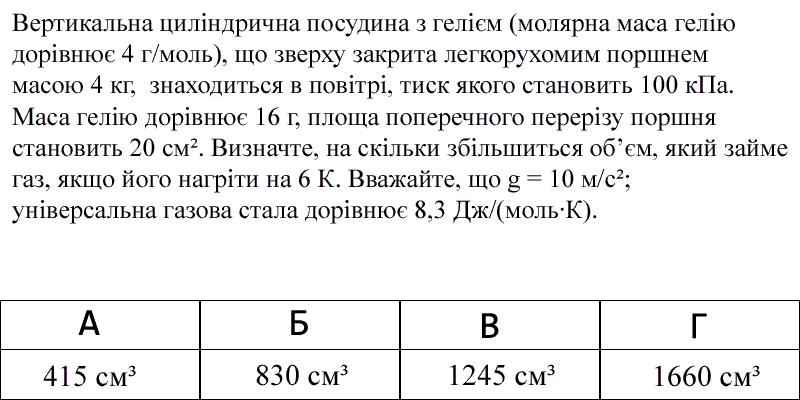 Вертикальна циліндрична посудина з гелієм (молярна маса гелію
дорівнює 4 г/моль), що зверху закрита легкорухомим поршнем
масою 4 кг, знаходиться в повітрі, тиск якого становить 100 кПа.
Маса гелію дорівнює 16 г, площа поперечного перерізу поршня
становить 20 см². Визначте, на скільки збільшиться об’єм, який займе
газ, якщо його нагріти на 6 К. Вважайте, що g = 10 м/с²;
універсальна газова стала дорівнює 8,3 Дж/(моль·К).
А Б В Г
415 см³ 830 см³ 1245 см³ 1660 см³